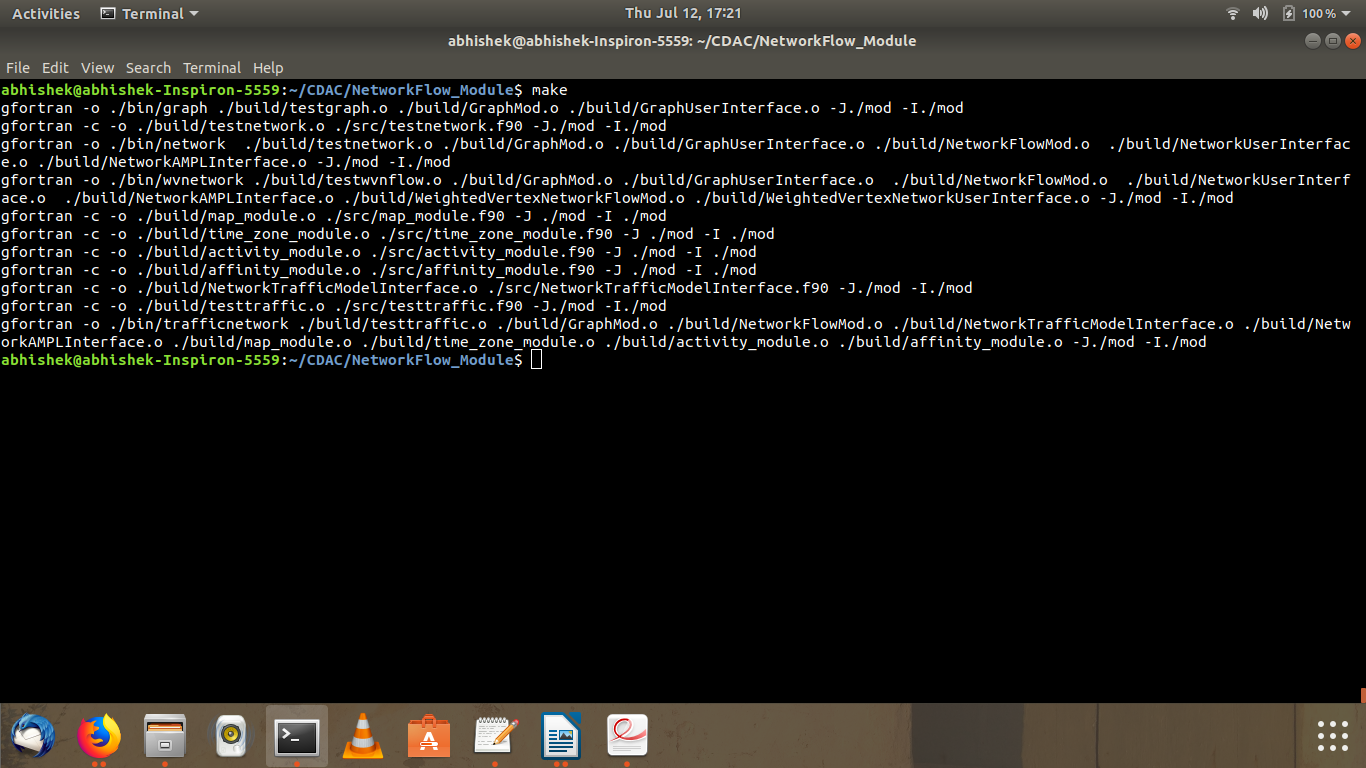 Activities Terminal Thu Jul 12, 17:21 100 %
abhishek@abhishek-Inspiron-5559: ~/CDAC/NetworkFlow_Module
File Edit View Search Terminal Help
abhishek@abhishek-Inspiron-5559:~/CDAC/NetworkFlow_Module$ make
gfortran -o ./bin/graph ./build/testgraph.o ./build/GraphMod.o ./build/GraphUserInterface.o -J./mod -I./mod
gfortran -c -o ./build/testnetwork.o ./src/testnetwork.f90 -J./mod -I./mod
gfortran -o ./bin/network  ./build/testnetwork.o ./build/GraphMod.o ./build/GraphUserInterface.o ./build/NetworkFlowMod.o  ./build/NetworkUserInterfac
e.o ./build/NetworkAMPLInterface.o -J./mod -I./mod
gfortran -o ./bin/wvnetwork ./build/testwvnflow.o ./build/GraphMod.o ./build/GraphUserInterface.o  ./build/NetworkFlowMod.o  ./build/NetworkUserInterf
ace.o  ./build/NetworkAMPLInterface.o ./build/WeightedVertexNetworkFlowMod.o ./build/WeightedVertexNetworkUserInterface.o -J./mod -I./mod
gfortran -c -o ./build/map_module.o ./src/map_module.f90 -J ./mod -I ./mod
gfortran -c -o ./build/time_zone_module.o ./src/time_zone_module.f90 -J ./mod -I ./mod
gfortran -c -o ./build/activity_module.o ./src/activity_module.f90 -J ./mod -I ./mod
gfortran -c -o ./build/affinity_module.o ./src/affinity_module.f90 -J ./mod -I ./mod
gfortran -c -o ./build/NetworkTrafficModelInterface.o ./src/NetworkTrafficModelInterface.f90 -J./mod -I./mod
gfortran -c -o ./build/testtraffic.o ./src/testtraffic.f90 -J./mod -I./mod
gfortran -o ./bin/trafficnetwork ./build/testtraffic.o ./build/GraphMod.o ./build/NetworkFlowMod.o ./build/NetworkTrafficModelInterface.o ./build/Netw
orkAMPLInterface.o ./build/map_module.o ./build/time_zone_module.o ./build/activity_module.o ./build/affinity_module.o -J./mod -I./mod
abhishek@abhishek-Inspiron-5559:~/CDAC/NetworkFlow_Module$